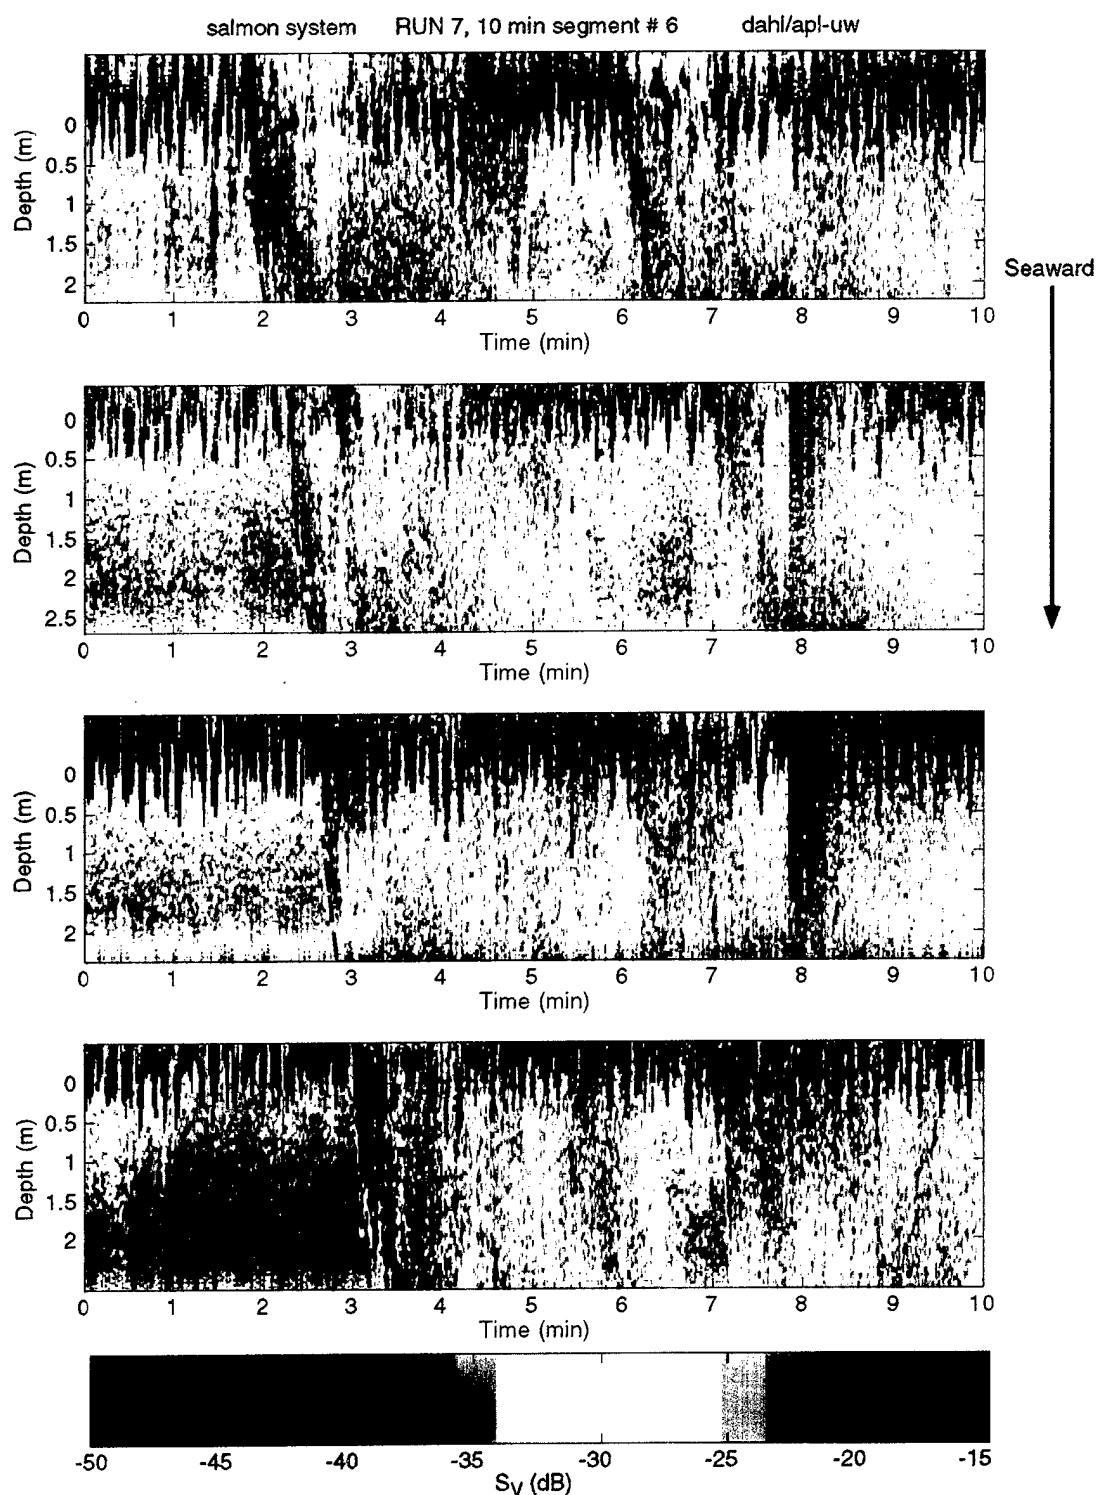 salmon system RUN 7, 10 min segment # 6 dahl/apl-uw
Depth (m)
0
0.5
1
1.5
2
0 1 2 3 4 5 6 7 8 9 10
Time (min)
Seaward
Depth (m)
0
0.5
1
1.5
2
2.5
0 1 2 3 4 5 6 7 8 9 10
Time (min)
Depth (m)
0
0.5
1
1.5
2
0 1 2 3 4 5 6 7 8 9 10
Time (min)
Depth (m)
0
0.5
1
1.5
2
0 1 2 3 4 5 6 7 8 9 10
Time (min)
-50 -45 -40 -35 -30 -25 -20 -15
SV (dB)